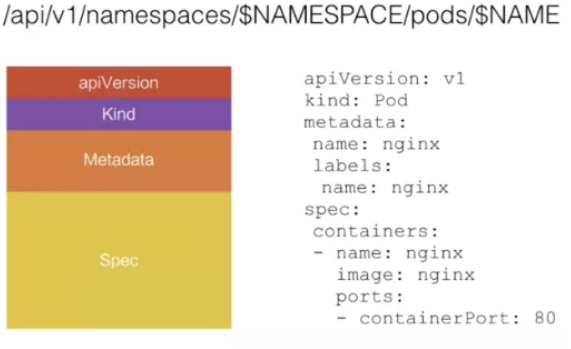 /api/v1/namespaces/$NAMESPACE/pods/$NAME
apiVersion
Kind
Metadata
Spec
apiVersion: v1
kind: Pod
metadata:
 name: nginx
 labels:
  name: nginx
spec:
 containers:
 - name: nginx
   image: nginx
   ports:
   - containerPort: 80